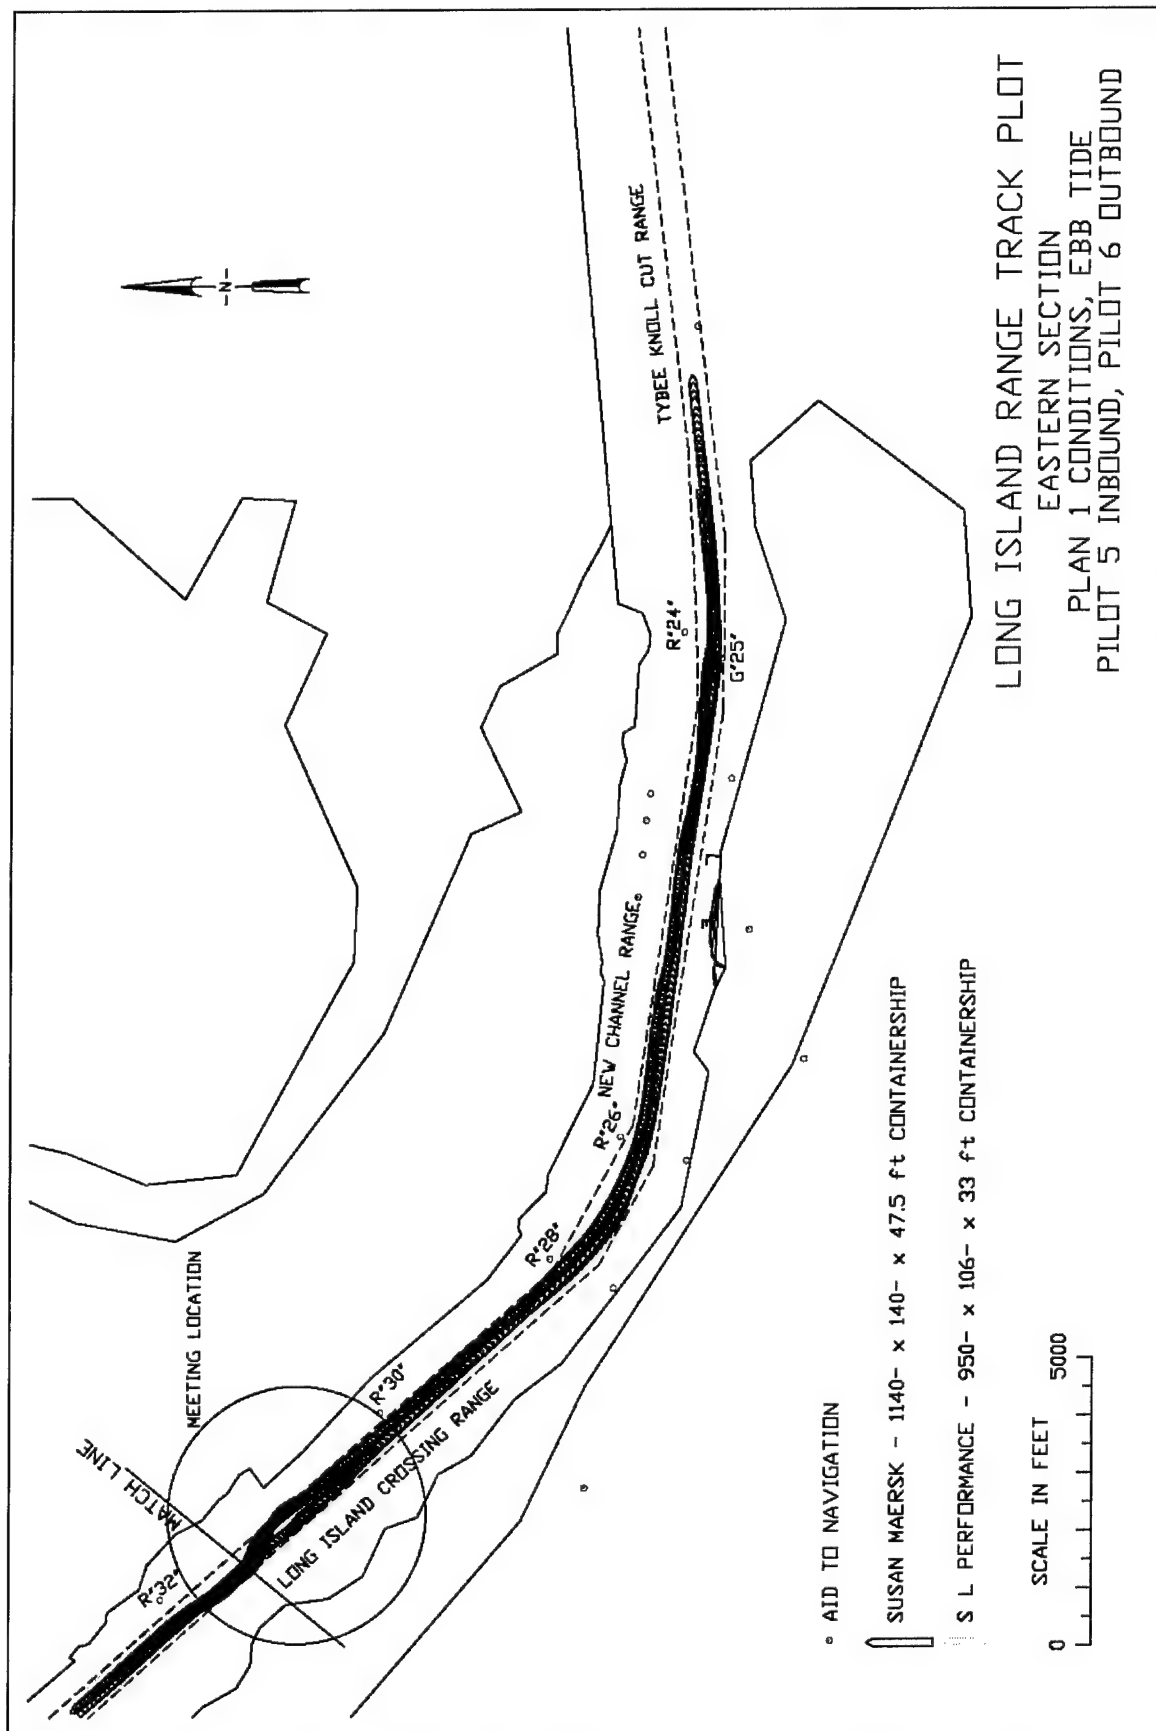 LONG ISLAND RANGE TRACK PLOT
EASTERN SECTION
PLAN 1 CONDITIONS, EBB TIDE
PILOT 5 INBOUND, PILOT 6 OUTBOUND
MATCH LINE
MEETING LOCATION
R"32"
R"30"
LONG ISLAND CROSSING RANGE
R"28"
R"26"
NEW CHANNEL RANGE
R"24"
G"25"
TYBEE KNOLL CUT RANGE
-N-
AID TO NAVIGATION
SUSAN MAERSK - 1140- x 140- x 47.5 ft CONTAINERSHIP
S L PERFORMANCE - 950- x 106- x 33 ft CONTAINERSHIP
SCALE IN FEET
0 5000